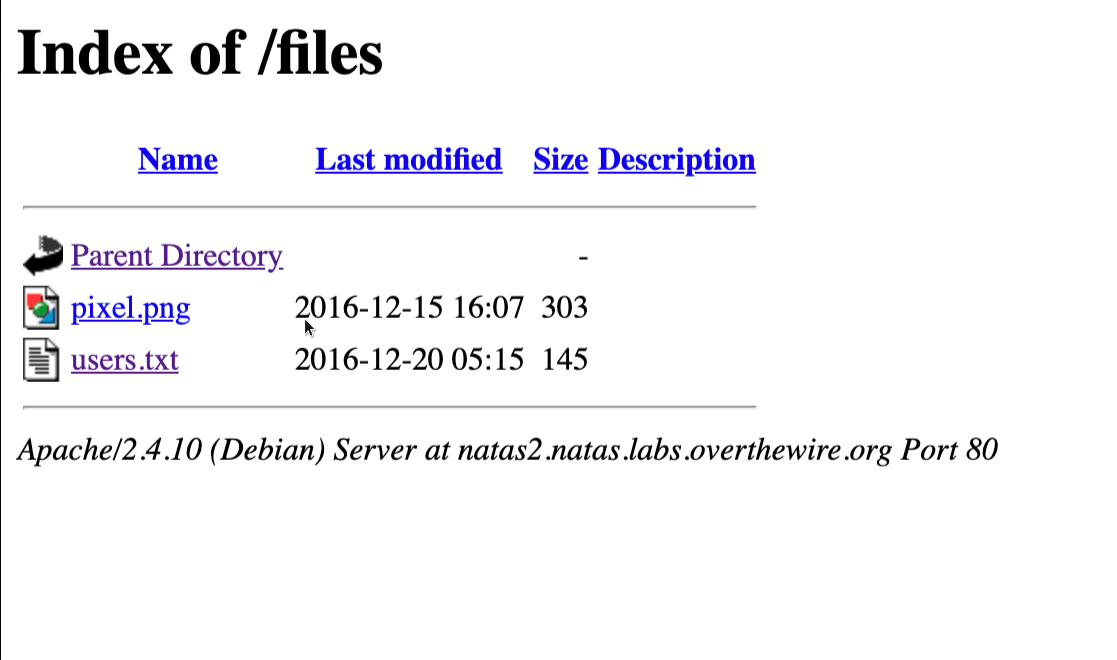 Index of /files
Name Last modified Size Description
Parent Directory -
pixel.png 2016-12-15 16:07 303
users.txt 2016-12-20 05:15 145
Apache/2.4.10 (Debian) Server at natas2.natas.labs.overthewire.org Port 80